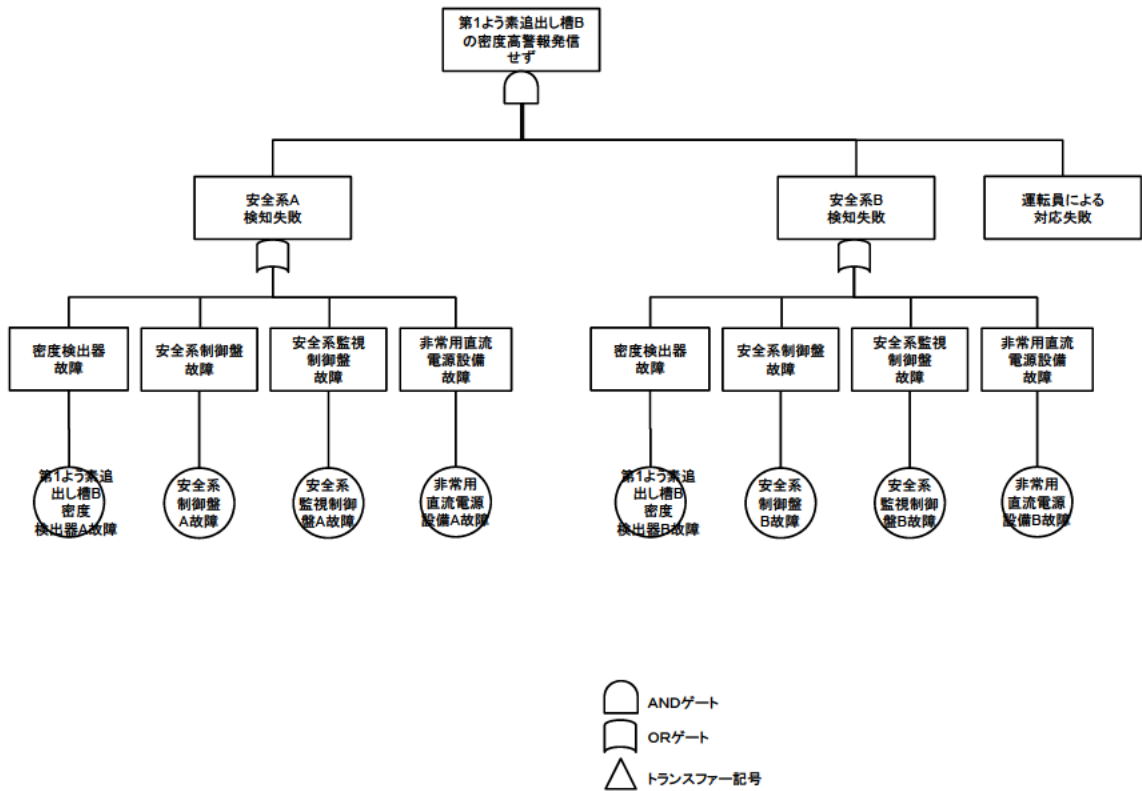 第1よう素追出し槽B
の密度高警報発信
せず
安全系A
検知失敗
安全系B
検知失敗
運転員による
対応失敗
密度検出器
故障
安全系制御盤
故障
安全系監視
制御盤
故障
非常用直流
電源設備
故障
密度検出器
故障
安全系制御盤
故障
安全系監視
制御盤
故障
非常用直流
電源設備
故障
第1よう素追
出し槽B
密度
検出器A故障
安全系
制御盤
A故障
安全系
監視制御
盤A故障
非常用
直流電源
設備A故障
第1よう素追
出し槽B
密度
検出器B故障
安全系
制御盤
B故障
安全系
監視制御
盤B故障
非常用
直流電源
設備B故障
ANDゲート
ORゲート
トランスファー記号